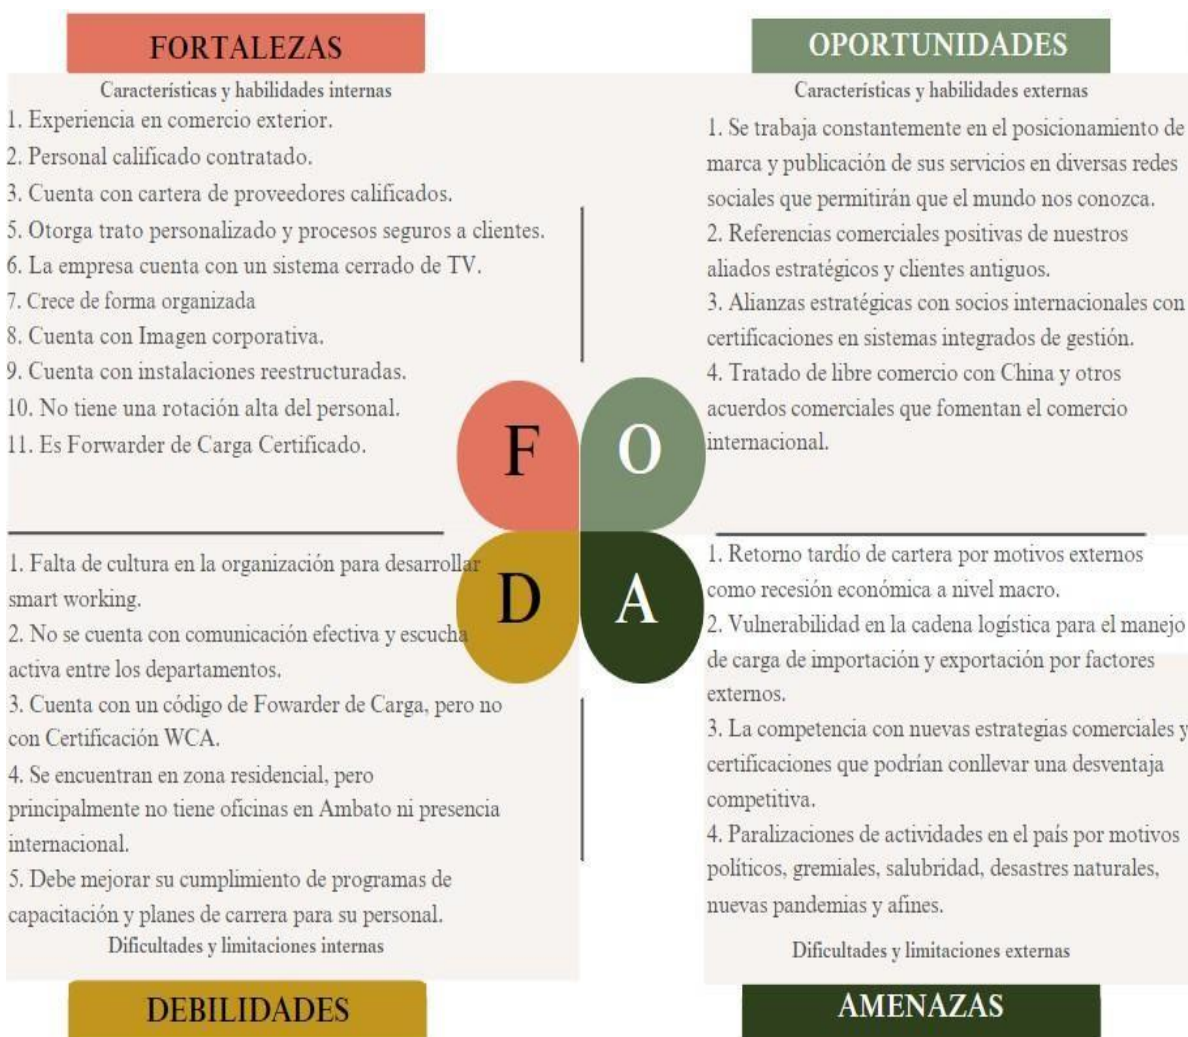 FORTALEZAS
Características y habilidades internas
1. Experiencia en comercio exterior.
2. Personal calificado contratado.
3. Cuenta con cartera de proveedores calificados.
5. Otorga trato personalizado y procesos seguros a clientes.
6. La empresa cuenta con un sistema cerrado de TV.
7. Crece de forma organizada
8. Cuenta con Imagen corporativa.
9. Cuenta con instalaciones reestructuradas.
10. No tiene una rotación alta del personal.
11. Es Forwarder de Carga Certificado.
OPORTUNIDADES
Características y habilidades externas
1. Se trabaja constantemente en el posicionamiento de
marca y publicación de sus servicios en diversas redes
sociales que permitirán que el mundo nos conozca.
2. Referencias comerciales positivas de nuestros
aliados estratégicos y clientes antiguos.
3. Alianzas estratégicas con socios internacionales con
certificaciones en sistemas integrados de gestión.
4. Tratado de libre comercio con China y otros
acuerdos comerciales que fomentan el comercio
internacional.
F
O
D
A
1. Falta de cultura en la organización para desarrollar
smart working.
2. No se cuenta con comunicación efectiva y escucha
activa entre los departamentos.
3. Cuenta con un código de Fowarder de Carga, pero no
con Certificación WCA.
4. Se encuentran en zona residencial, pero
principalmente no tiene oficinas en Ambato ni presencia
internacional.
5. Debe mejorar su cumplimiento de programas de
capacitación y planes de carrera para su personal.
Dificultades y limitaciones internas
DEBILIDADES
1. Retorno tardío de cartera por motivos externos
como recesión económica a nivel macro.
2. Vulnerabilidad en la cadena logística para el manejo
de carga de importación y exportación por factores
externos.
3. La competencia con nuevas estrategias comerciales y
certificaciones que podrían conllevar una desventaja
competitiva.
4. Paralizaciones de actividades en el país por motivos
políticos, gremiales, salubridad, desastres naturales,
nuevas pandemias y afines.
Dificultades y limitaciones externas
AMENAZAS